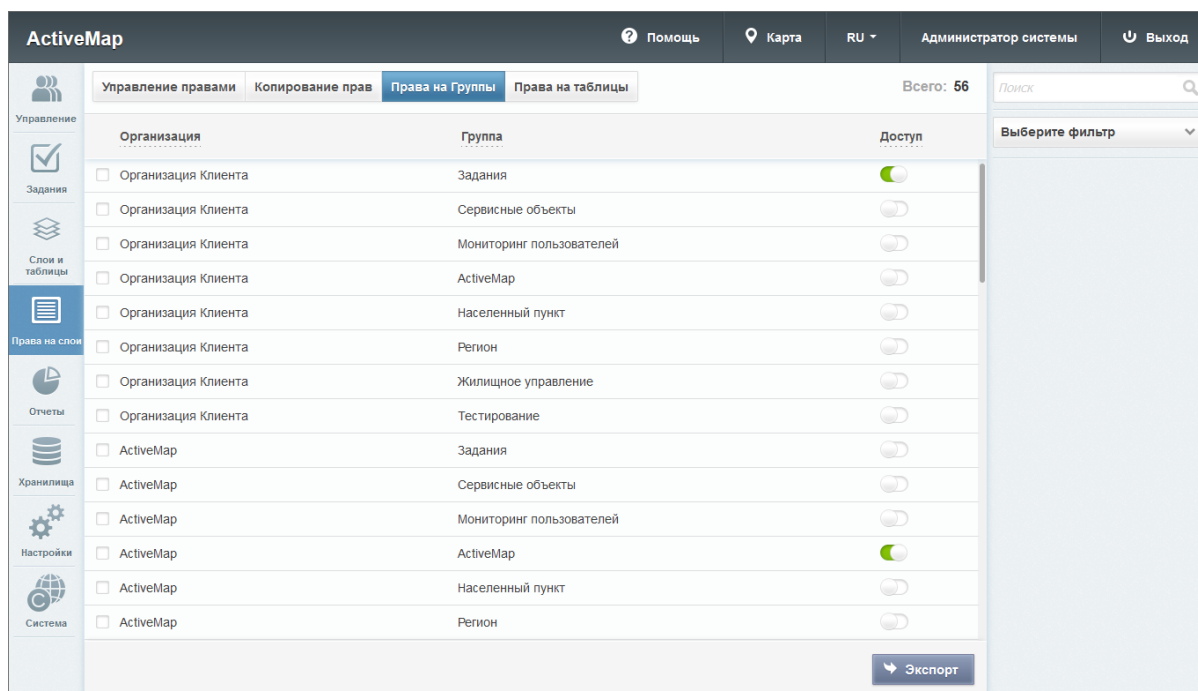 ActiveMap
Помощь
Карта
RU
Администратор системы
Выход
Управление
Задания
Слои и
таблицы
Права на слои
Отчеты
Хранилища
Настройки
Система
Управление правами
Копирование прав
Права на Группы
Права на таблицы
Всего: 56
Поиск
Выберите фильтр
Организация Группа Доступ
Организация Клиента Задания
Организация Клиента Сервисные объекты
Организация Клиента Мониторинг пользователей
Организация Клиента ActiveMap
Организация Клиента Населенный пункт
Организация Клиента Регион
Организация Клиента Жилищное управление
Организация Клиента Тестирование
ActiveMap Задания
ActiveMap Сервисные объекты
ActiveMap Мониторинг пользователей
ActiveMap ActiveMap
ActiveMap Населенный пункт
ActiveMap Регион
Экспорт